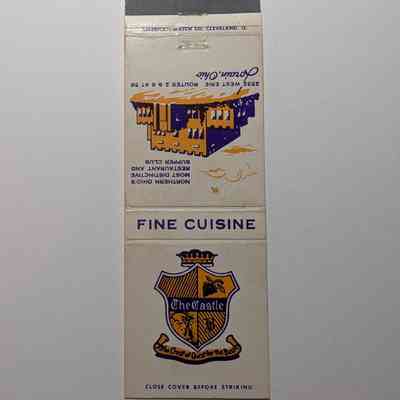 NORTHERN OHIO'S
MOST DISTINCTIVE
RESTAURANT AND
SUPPER CLUB
3532 WEST ERIE ROUTES 2 & 6 AT 58
Lorain, Ohio
FINE CUISINE
The Castle
CLOSE COVER BEFORE STRIKING